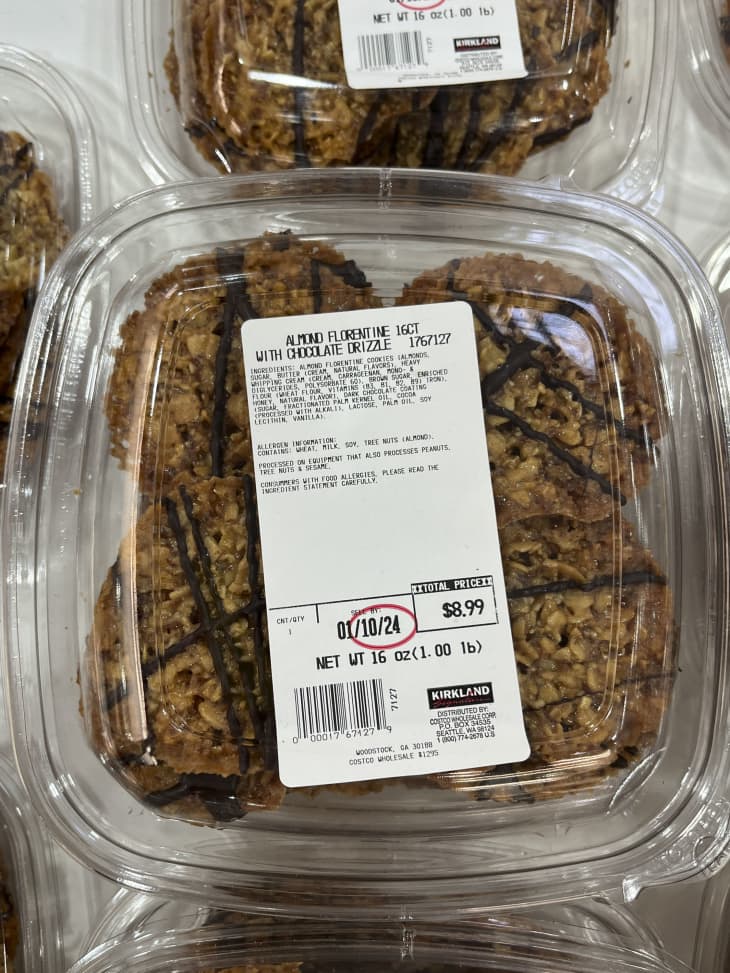 NET WT 16 oz(1.00 lb)
7127
KIRKLAND
ALMOND FLORENTINE 16CT
WITH CHOCOLATE DRIZZLE 1767127
INGREDIENTS: ALMOND FLORENTINE COOKIES (ALMONDS,
SUGAR, BUTTER (CREAM, NATURAL FLAVORS), HEAVY
WHIPPING CREAM (CREAM, CARRAGEENAN, MONO- &
DIGLYCERIDES, POLYSORBATE 60), BROWN SUGAR, ENRICHED
FLOUR (WHEAT FLOUR, VITAMINS (B3, B1, B2, B9) IRON),
HONEY, NATURAL FLAVOR), DARK CHOCOLATE COATING
(SUGAR, FRACTIONATED PALM KERNEL OIL, COCOA
(PROCESSED WITH ALKALI), LACTOSE, PALM OIL, SOY
LECITHIN, VANILLA).
ALLERGEN INFORMATION:
CONTAINS: WHEAT, MILK, SOY, TREE NUTS (ALMOND).
PROCESSED ON EQUIPMENT THAT ALSO PROCESSES PEANUTS,
TREE NUTS & SESAME.
CONSUMMERS WITH FOOD ALLERGIES, PLEASE READ THE
INGREDIENT STATEMENT CAREFULLY.
**TOTAL PRICE**
$8.99
CNT/QTY
1
SELL BY:
01/10/24
NET WT 16 oz(1.00 lb)
7127
0 00017 67127 9
KIRKLAND
Signature
DISTRIBUTED BY:
COSTCO WHOLESALE CORP.
P.O. BOX 34535
SEATTLE, WA 98124
1 (800) 774-2678 U.S
WOODSTOCK, GA 30188
COSTCO WHOLESALE #1295